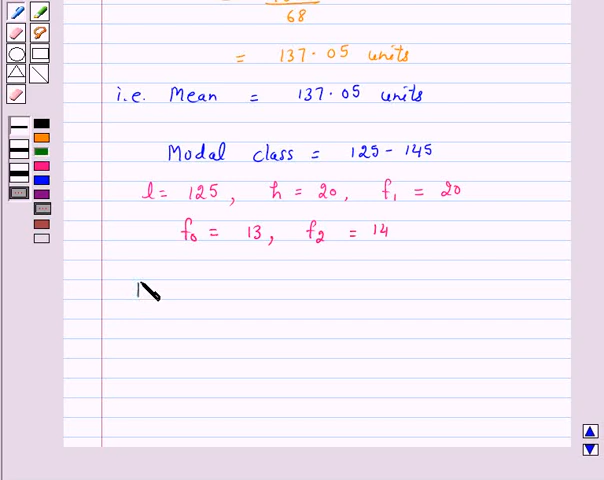 68
= 137.05 units
i.e. Mean = 137.05 units
Modal class = 125 - 145
l = 125, h = 20, f₁ = 20
f₀ = 13, f₂ = 14